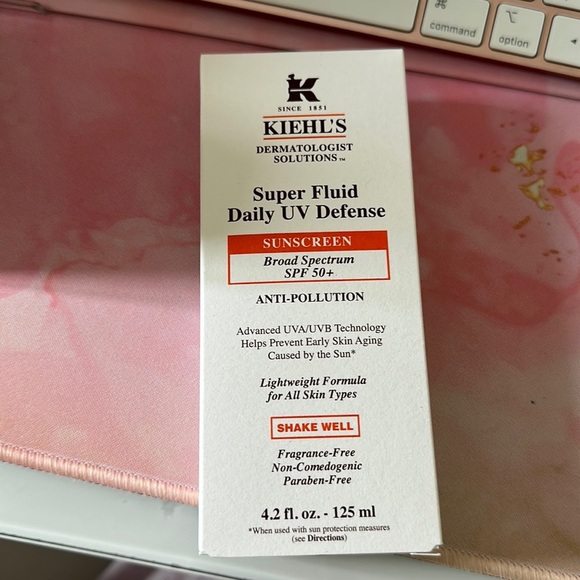 ⌘
command
⌥
option
K
SINCE 1851
KIEHL'S
DERMATOLOGIST
SOLUTIONS™
Super Fluid
Daily UV Defense
SUNSCREEN
Broad Spectrum
SPF 50+
ANTI-POLLUTION
Advanced UVA/UVB Technology
Helps Prevent Early Skin Aging
Caused by the Sun*
Lightweight Formula
for All Skin Types
SHAKE WELL
Fragrance-Free
Non-Comedogenic
Paraben-Free
4.2 fl. oz. - 125 ml
*When used with sun protection measures
(see Directions)